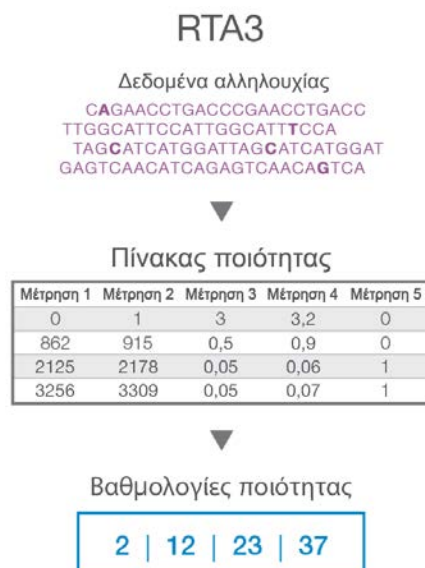 RTA3
Δεδομένα αλληλουχίας
CAGAACCTGACCCGAACCTGACC
TTGGCATTCCATTGGCATTTCCA
TAGCATCATGGATTAGCATCATGGAT
GAGTCAACATCAGAGTCAACAGTCA
Πίνακας ποιότητας
Μέτρηση 1 Μέτρηση 2 Μέτρηση 3 Μέτρηση 4 Μέτρηση 5
0 1 3 3,2 0
862 915 0,5 0,9 0
2125 2178 0,05 0,06 1
3256 3309 0,05 0,07 1
Βαθμολογίες ποιότητας
2 | 12 | 23 | 37